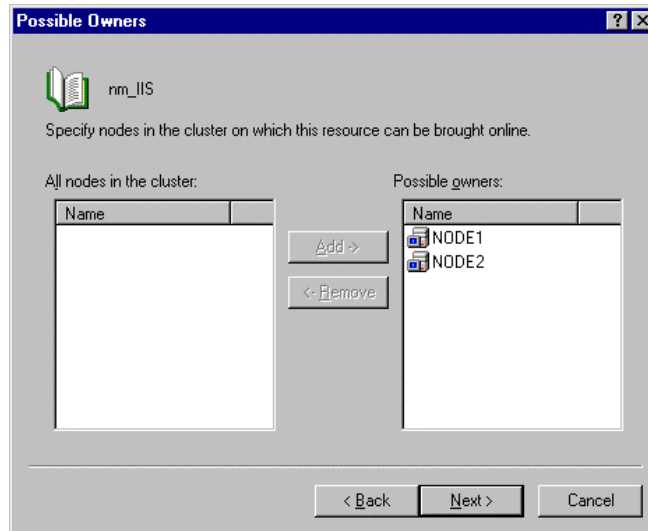 Possible Owners
nm_IIS
Specify nodes in the cluster on which this resource can be brought online.
All nodes in the cluster:
Possible owners:
Name
Name
NODE1
NODE2
Add ->
<- Remove
< Back
Next >
Cancel